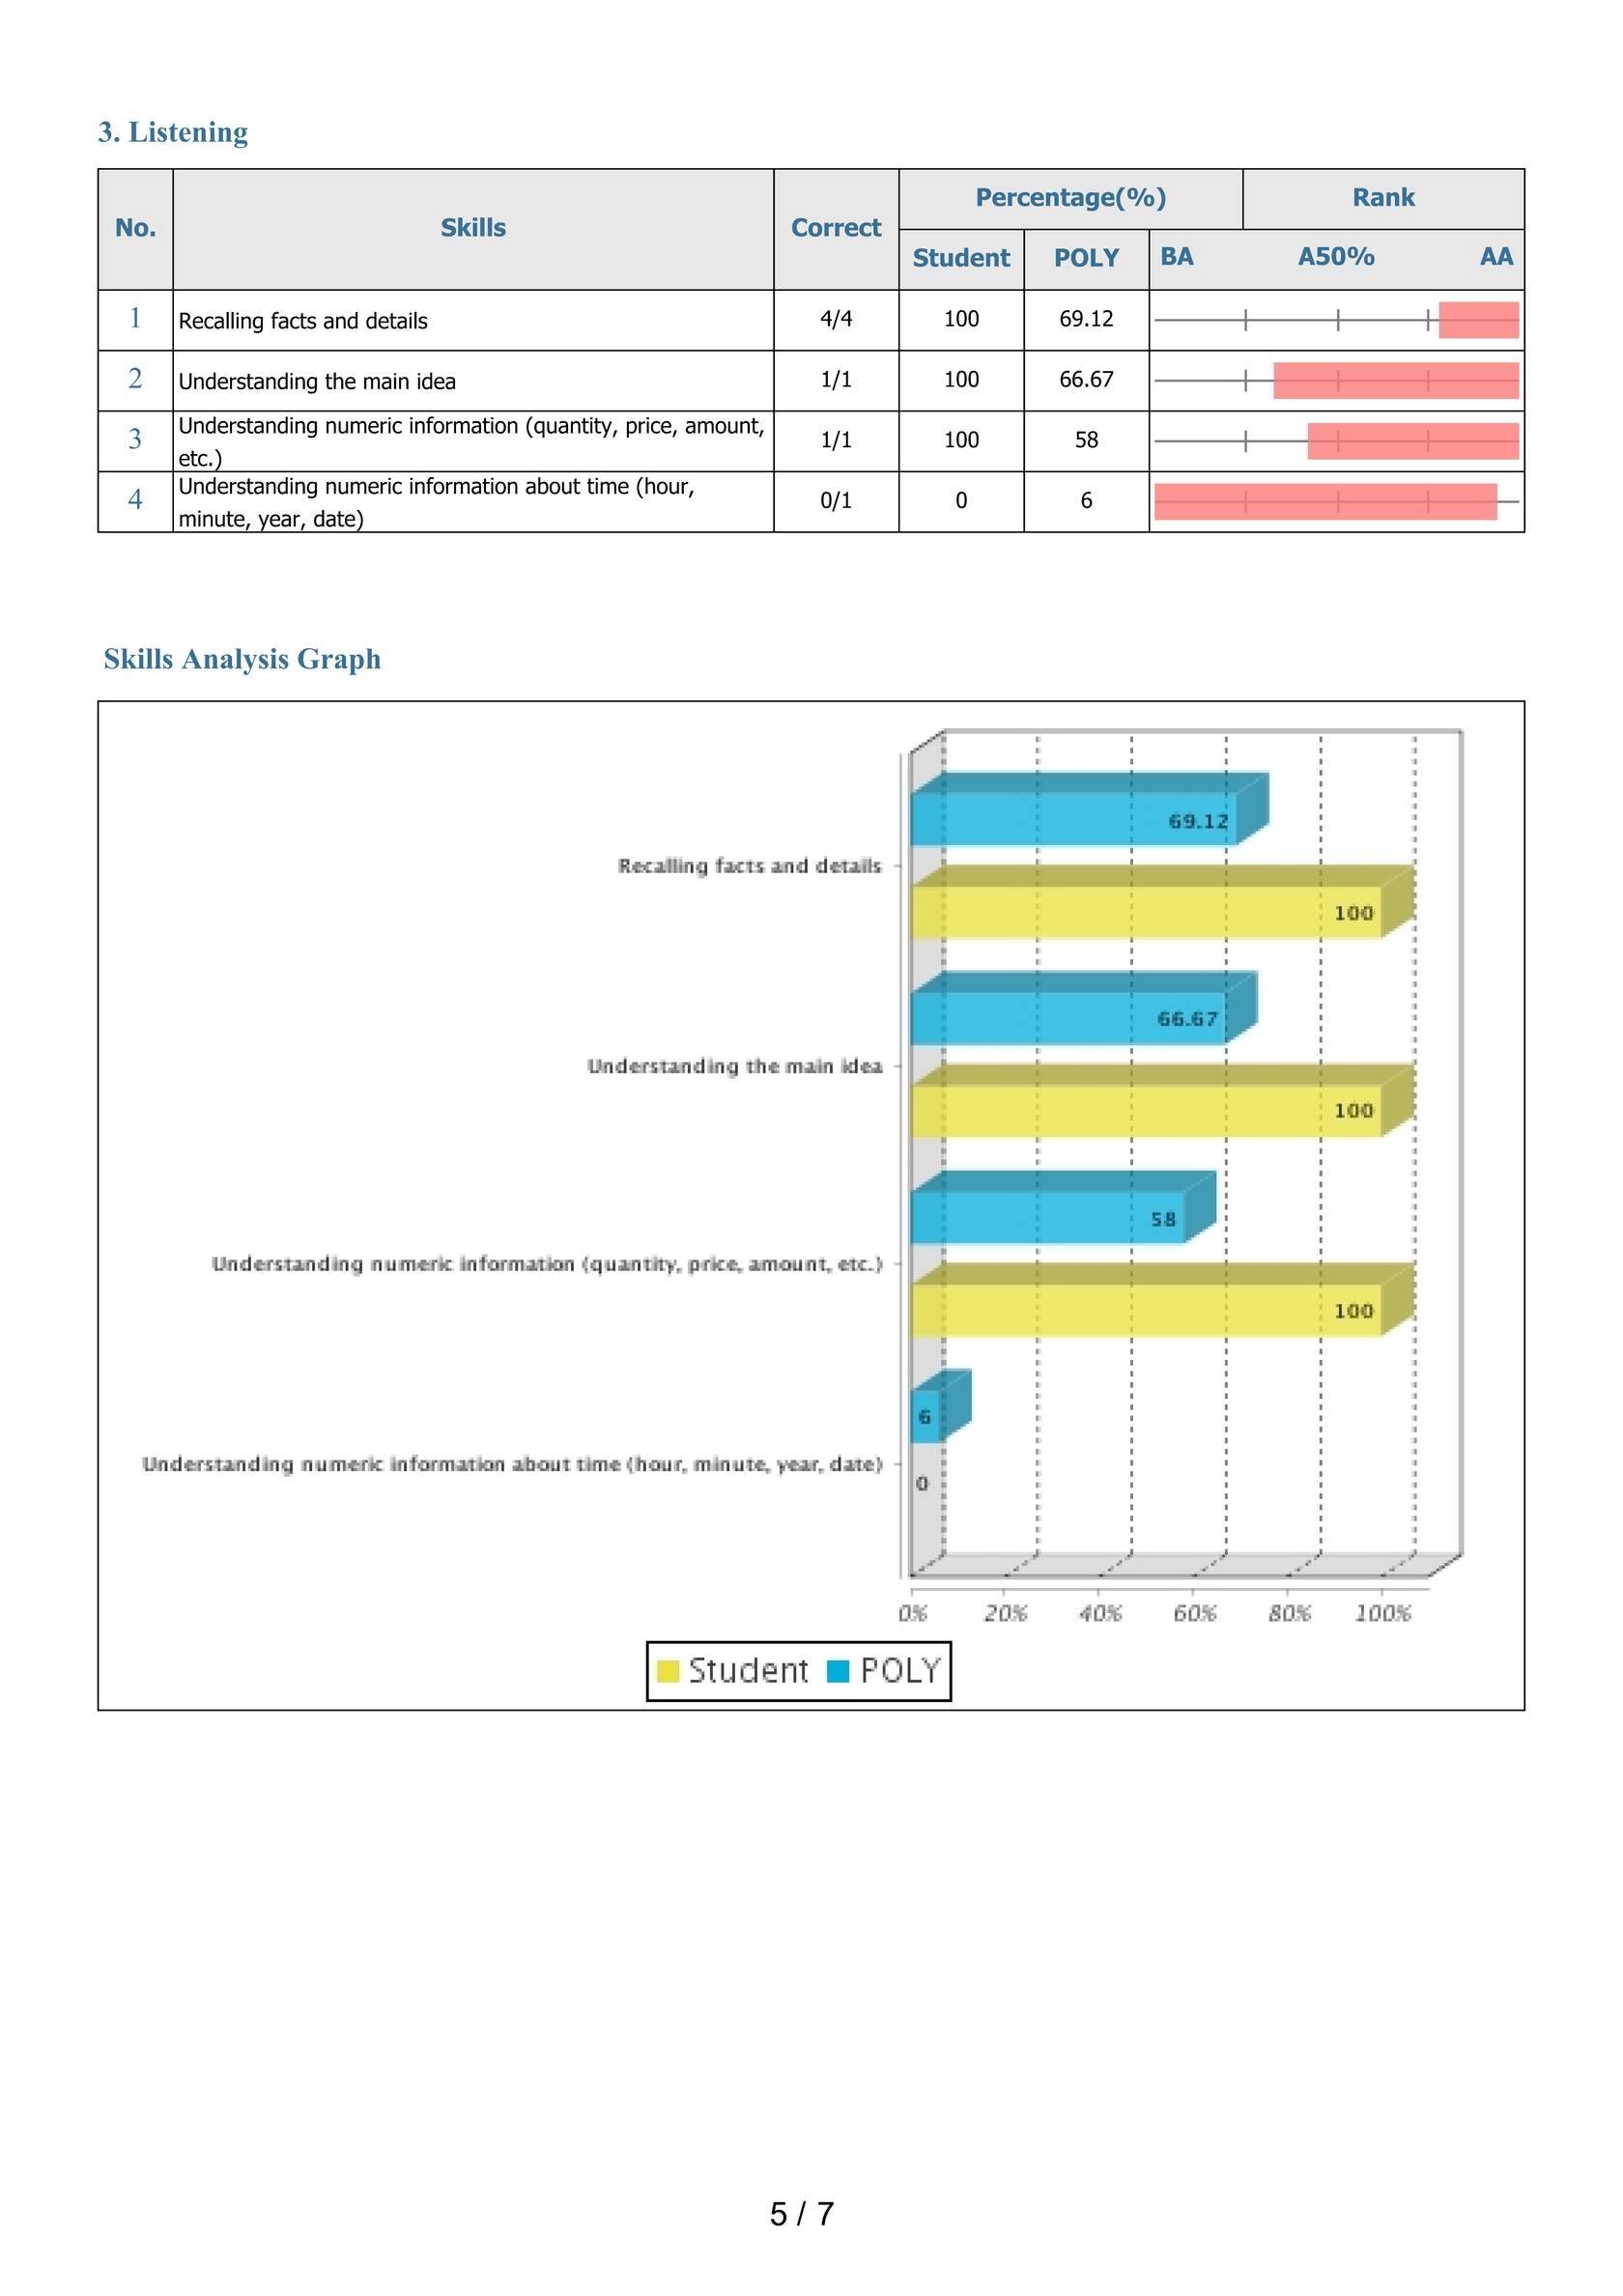 3. Listening
No. Skills Correct Percentage(%) Rank
Student POLY BA A50% AA
1 Recalling facts and details 4/4 100 69.12
2 Understanding the main idea 1/1 100 66.67
3 Understanding numeric information (quantity, price, amount,
etc.) 1/1 100 58
4 Understanding numeric information about time (hour,
minute, year, date) 0/1 0 6
Skills Analysis Graph
69.12
Recalling facts and details
100
66.67
Understanding the main idea
100
58
Understanding numeric information (quantity, price, amount, etc.)
100
6
Understanding numeric information about time (hour, minute, year, date)
0
0% 20% 40% 60% 80% 100%
Student POLY
5 / 7